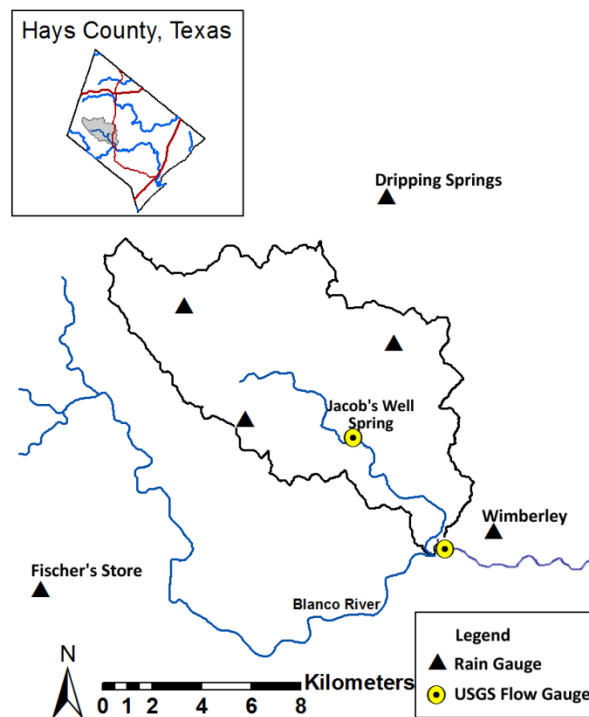 Hays County, Texas
Dripping Springs
Jacob's Well
Spring
Wimberley
Fischer's Store
Blanco River
N
Kilometers
0 1 2 4 6 8
Legend
Rain Gauge
USGS Flow Gauge